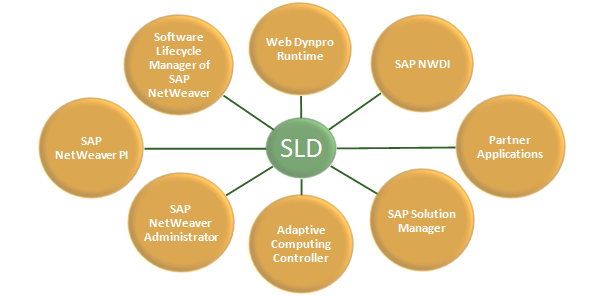 Software
Lifecycle
Manager of
SAP
NetWeaver
Web Dynpro
Runtime
SAP NWDI
SAP
NetWeaver PI
SLD
Partner
Applications
SAP
NetWeaver
Administrator
Adaptive
Computing
Controller
SAP Solution
Manager